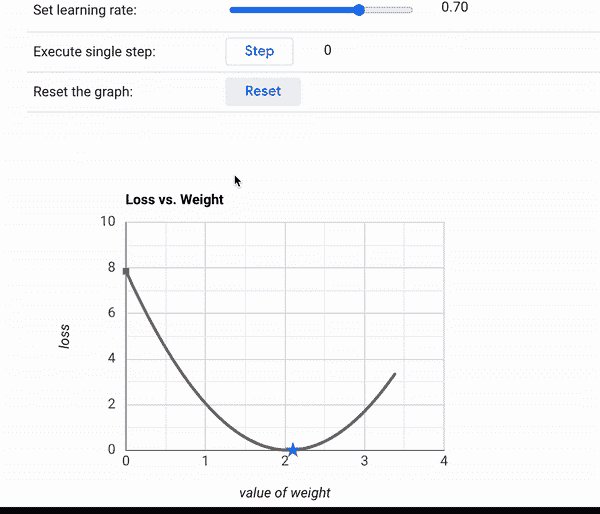 Set learning rate: 0.70
Execute single step: Step 0
Reset the graph: Reset
Loss vs. Weight
10
8
6
4
2
0
loss
0 1 2 3 4
value of weight